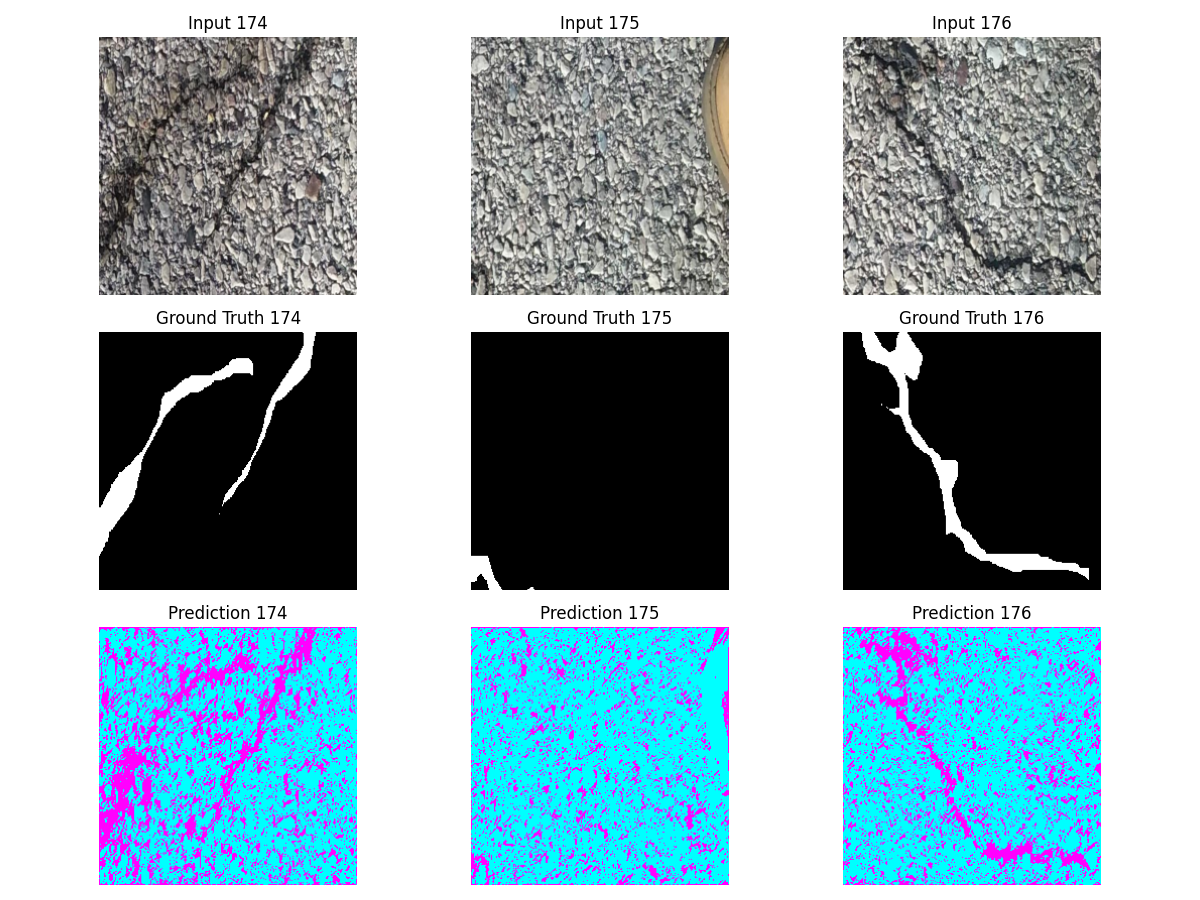 Input 174
Input 175
Input 176
Ground Truth 174
Ground Truth 175
Ground Truth 176
Prediction 174
Prediction 175
Prediction 176